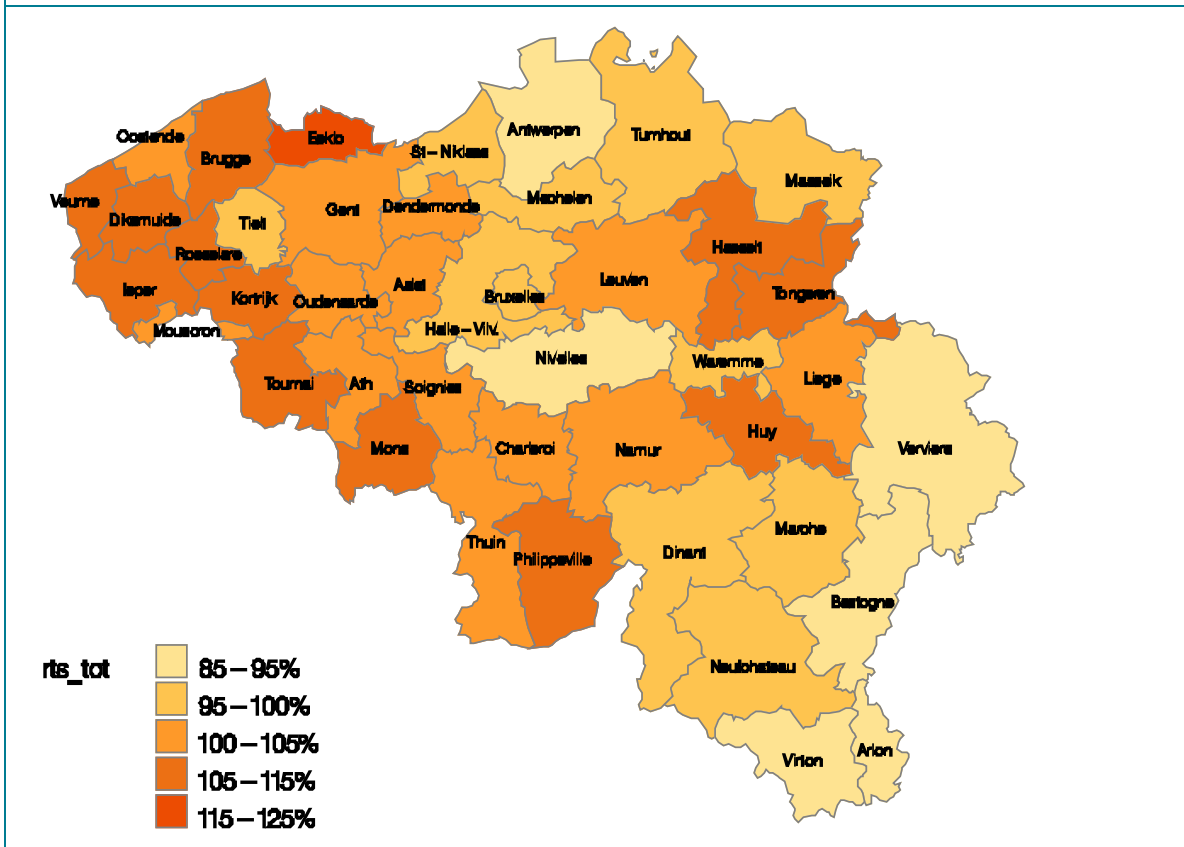 Antwerpen
Turnhout
Oostende
Eeklo
St-Niklaas
Brugge
Maaseik
Veurne
Mechelen
Dendermonde
Gent
Diksmuide
Tielt
Hasselt
Roeselare
Leuven
Aalst
Ieper
Kortrijk
Oudenaarde
Bruxelles
Tongeren
Mouscron
Halle-Vilv.
Nivelles
Waremme
Liege
Tournai
Ath
Soignies
Huy
Mons
Charleroi
Namur
Verviers
Marche
Thuin
Dinant
Philippeville
Bastogne
Neufchateau
Virton
Arlon
rts_tot
85-95%
95-100%
100-105%
105-115%
115-125%